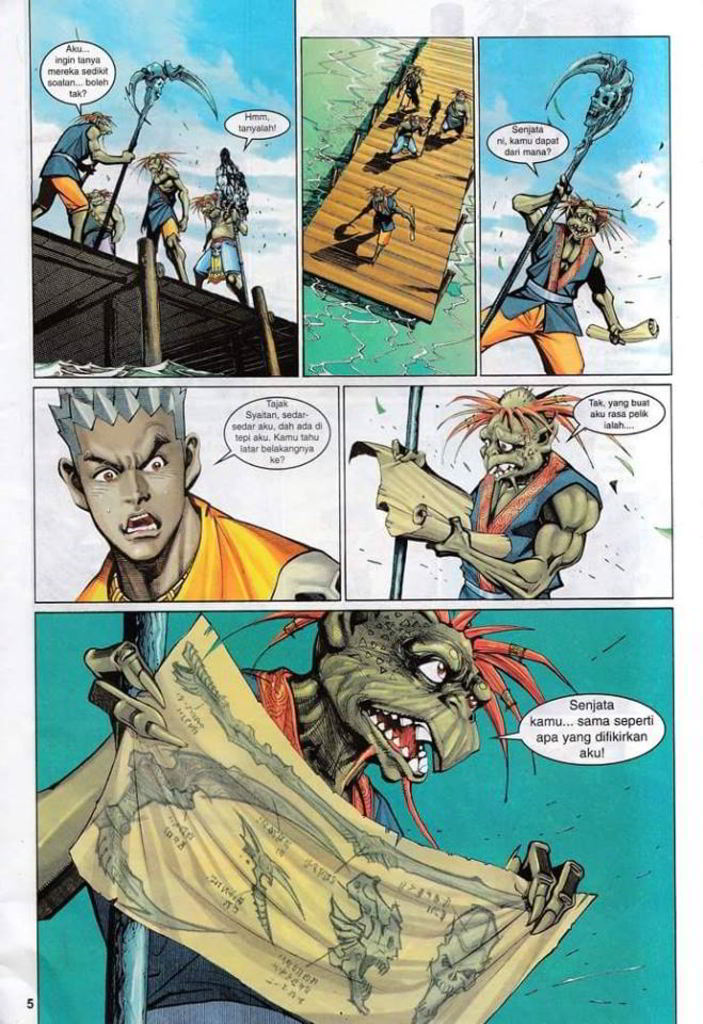 Aku...
ingin tanya
mereka sedikit
soalan... boleh
tak?
Hmm,
tanyalah!
Senjata
ni, kamu dapat
dari mana?
Tajak
Syaitan, sedar-
sedar aku, dah ada di
tepi aku. Kamu tahu
latar belakangnya
ke?
Tak, yang buat
aku rasa pelik
ialah....
Senjata
kamu... sama seperti
apa yang difikirkan
aku!
5